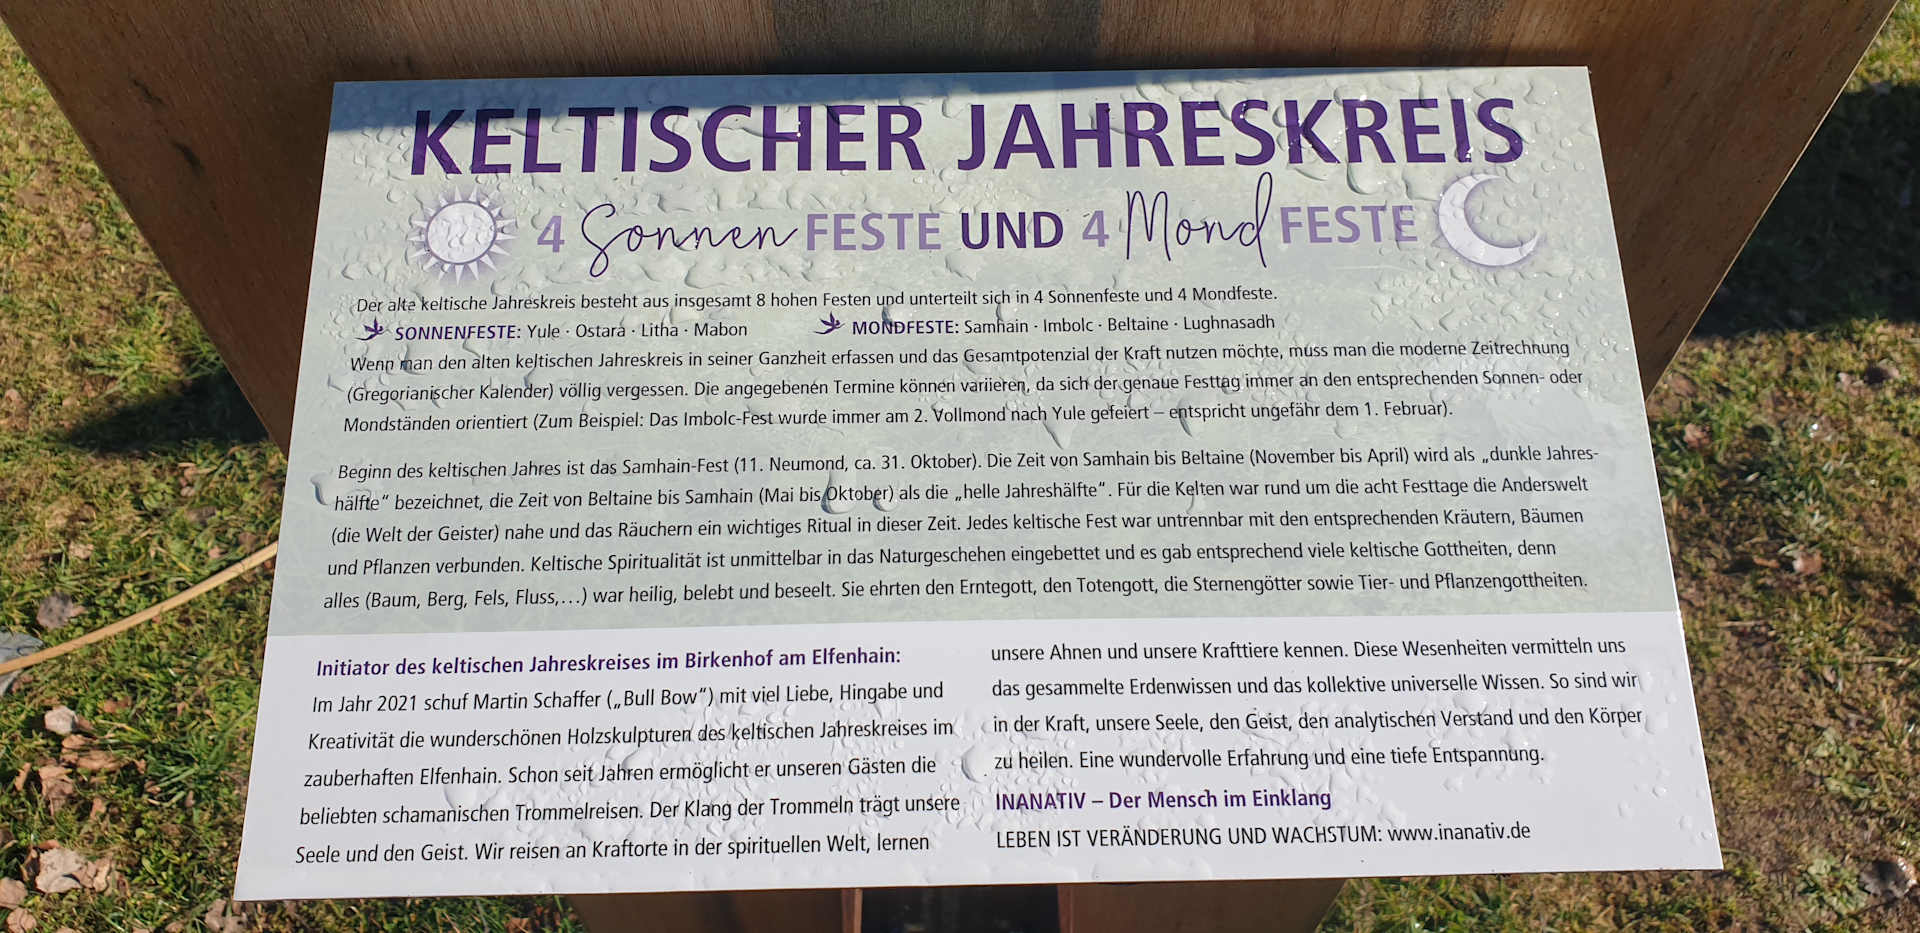 KELTISCHER JAHRESKREIS
4 Sonnen FESTE UND 4 Mond FESTE
Der alte keltische Jahreskreis besteht aus insgesamt 8 hohen Festen und unterteilt sich in 4 Sonnenfeste und 4 Mondfeste.
SONNENFESTE: Yule · Ostara · Litha · Mabon MONDFESTE: Samhain · Imbolc · Beltaine · Lughnasadh
Wenn man den alten keltischen Jahreskreis in seiner Ganzheit erfassen und das Gesamtpotenzial der Kraft nutzen möchte, muss man die moderne Zeitrechnung
(Gregorianischer Kalender) völlig vergessen. Die angegebenen Termine können variieren, da sich der genaue Festtag immer an den entsprechenden Sonnen- oder
Mondständen orientiert (Zum Beispiel: Das Imbolc-Fest wurde immer am 2. Vollmond nach Yule gefeiert – entspricht ungefähr dem 1. Februar).
Beginn des keltischen Jahres ist das Samhain-Fest (11. Neumond, ca. 31. Oktober). Die Zeit von Samhain bis Beltaine (November bis April) wird als „dunkle Jahres-
hälfte“ bezeichnet, die Zeit von Beltaine bis Samhain (Mai bis Oktober) als die „helle Jahreshälfte“. Für die Kelten war rund um die acht Festtage die Anderswelt
(die Welt der Geister) nahe und das Räuchern ein wichtiges Ritual in dieser Zeit. Jedes keltische Fest war untrennbar mit den entsprechenden Kräutern, Bäumen
und Pflanzen verbunden. Keltische Spiritualität ist unmittelbar in das Naturgeschehen eingebettet und es gab entsprechend viele keltische Gottheiten, denn
alles (Baum, Berg, Fels, Fluss,...) war heilig, belebt und beseelt. Sie ehrten den Erntegott, den Totengott, die Sternengötter sowie Tier- und Pflanzengottheiten.
Initiator des keltischen Jahreskreises im Birkenhof am Elfenhain:
Im Jahr 2021 schuf Martin Schaffer („Bull Bow“) mit viel Liebe, Hingabe und
Kreativität die wunderschönen Holzskulpturen des keltischen Jahreskreises im
zauberhaften Elfenhain. Schon seit Jahren ermöglicht er unseren Gästen die
beliebten schamanischen Trommelreisen. Der Klang der Trommeln trägt unsere
Seele und den Geist. Wir reisen an Kraftorte in der spirituellen Welt, lernen
unsere Ahnen und unsere Krafttiere kennen. Diese Wesenheiten vermitteln uns
das gesammelte Erdenwissen und das kollektive universelle Wissen. So sind wir
in der Kraft, unsere Seele, den Geist, den analytischen Verstand und den Körper
zu heilen. Eine wundervolle Erfahrung und eine tiefe Entspannung.
INANATIV – Der Mensch im Einklang
LEBEN IST VERÄNDERUNG UND WACHSTUM: www.inanativ.de